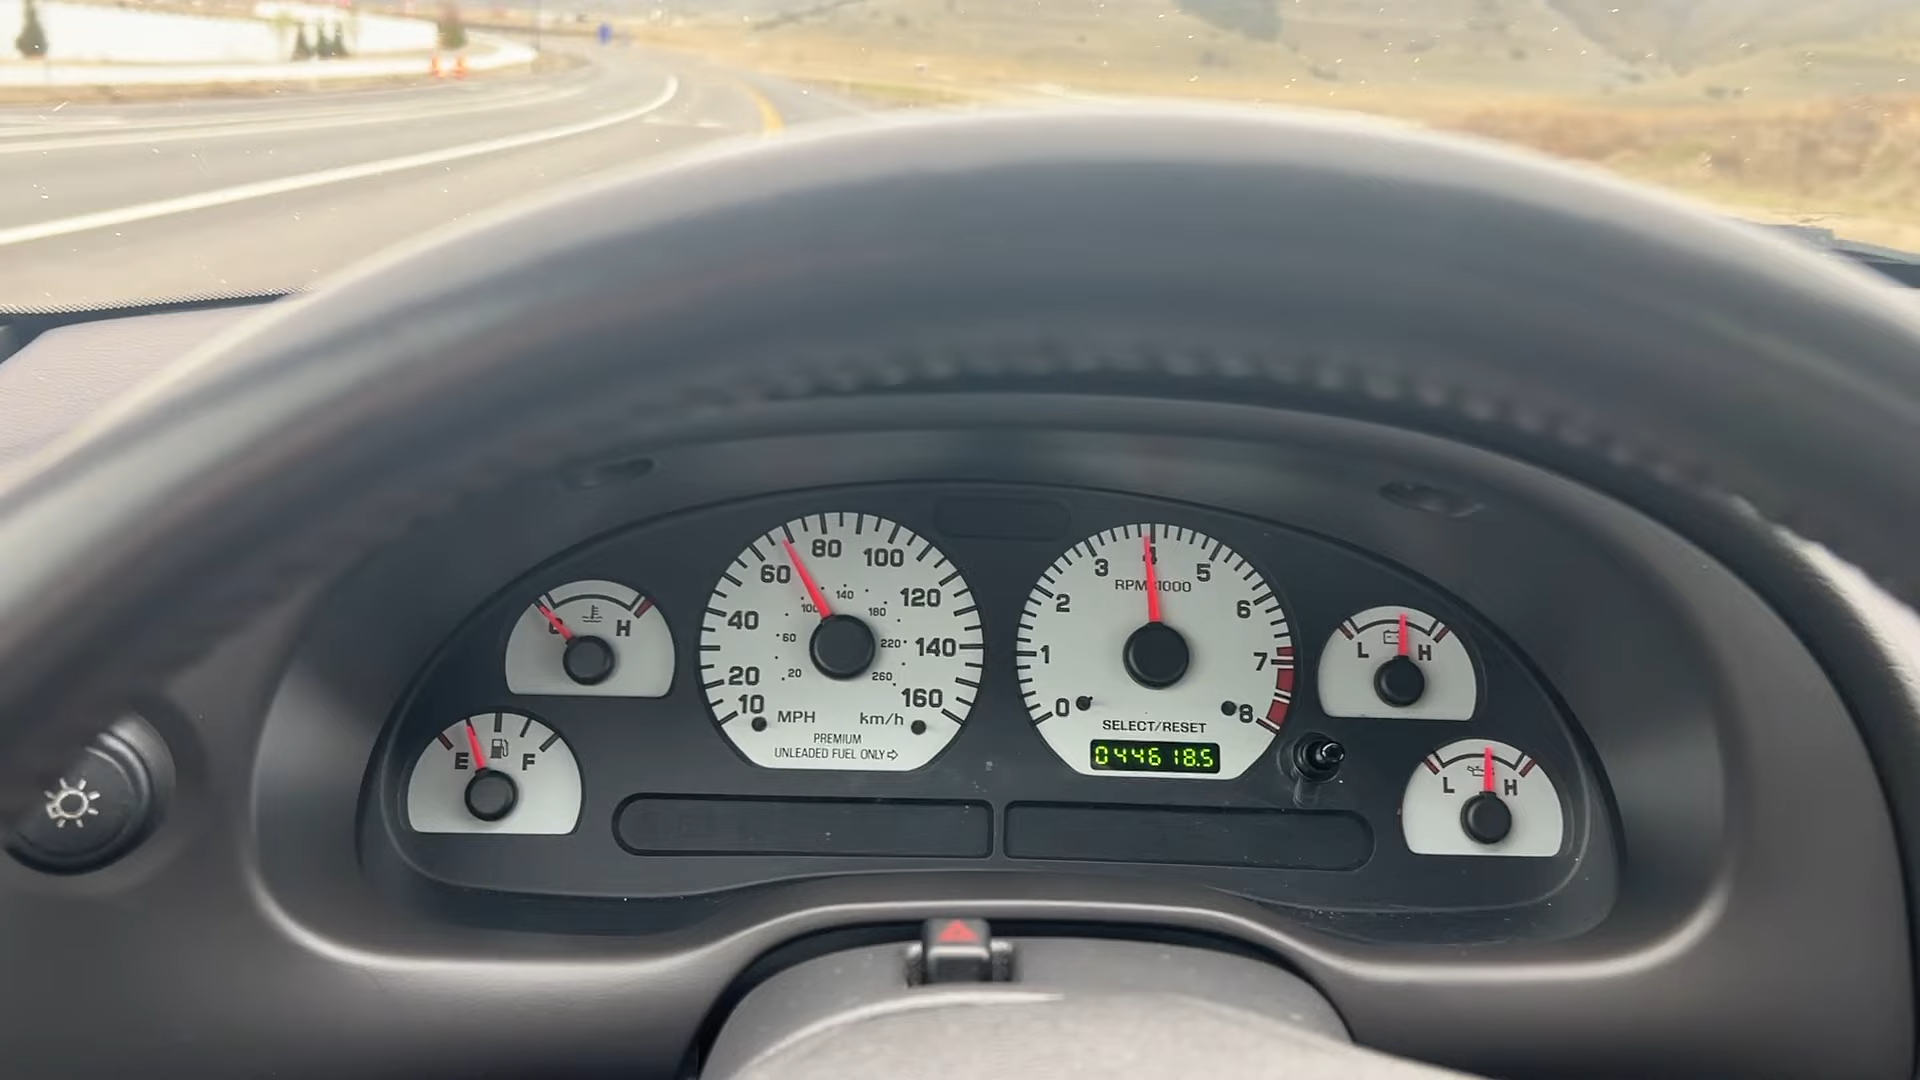 C H
E F
10 20 40 60 80 100 120 140 160
20 60 100 140 180 220 260
MPH km/h
PREMIUM
UNLEADED FUEL ONLY⇨
0 1 2 3 4 5 6 7 8
RPM X1000
SELECT/RESET
044618.5
L H
L H